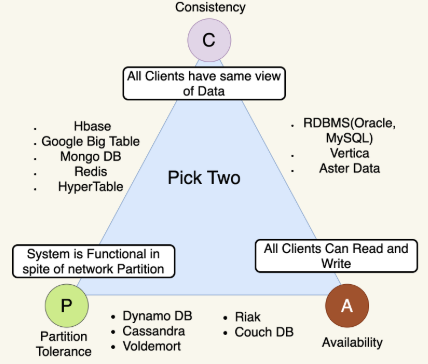 Consistency
C
All Clients have same view
of Data
• Hbase
• Google Big Table
• Mongo DB
• Redis
• HyperTable
• RDBMS(Oracle,
MySQL)
• Vertica
• Aster Data
Pick Two
System is Functional in
spite of network Partition
All Clients Can Read and
Write
P
Partition
Tolerance
• Dynamo DB
• Cassandra
• Voldemort
• Riak
• Couch DB
A
Availability